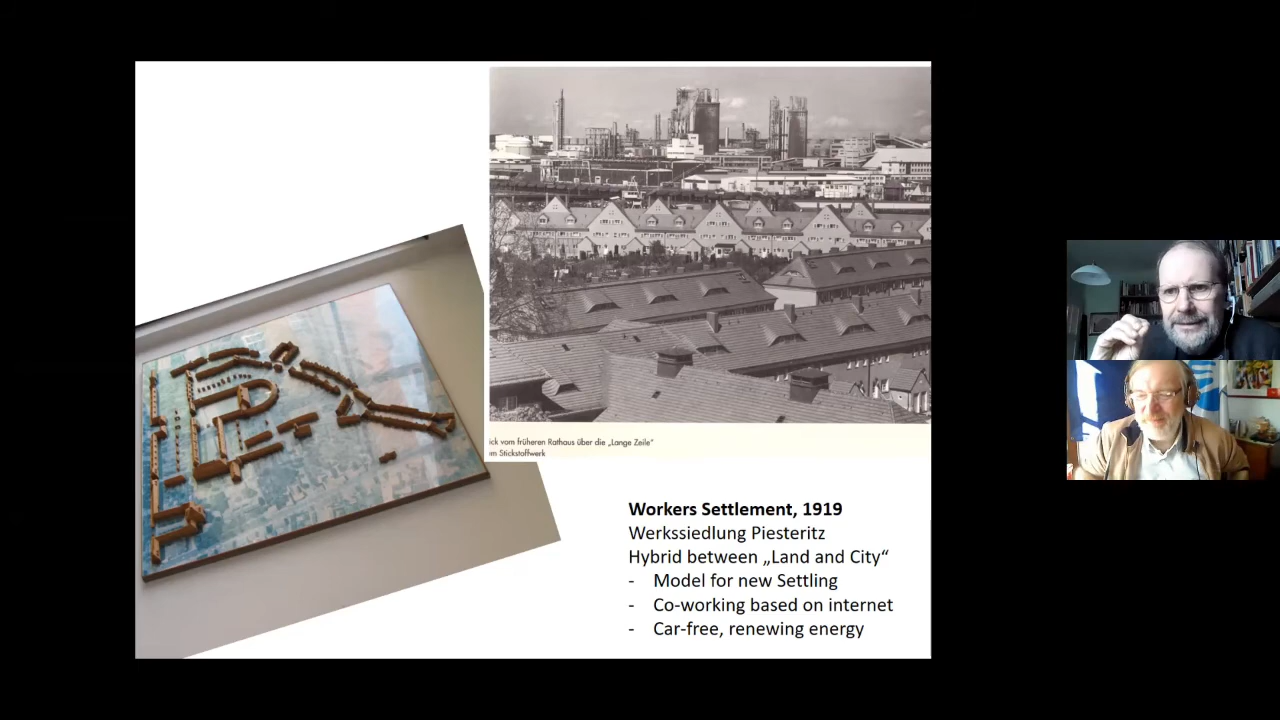 ick vom früheren Rathaus über die „Lange Zeile“
m Stickstoffwerk
Workers Settlement, 1919
Werkssiedlung Piesteritz
Hybrid between „Land and City“
- Model for new Settling
- Co-working based on internet
- Car-free, renewing energy